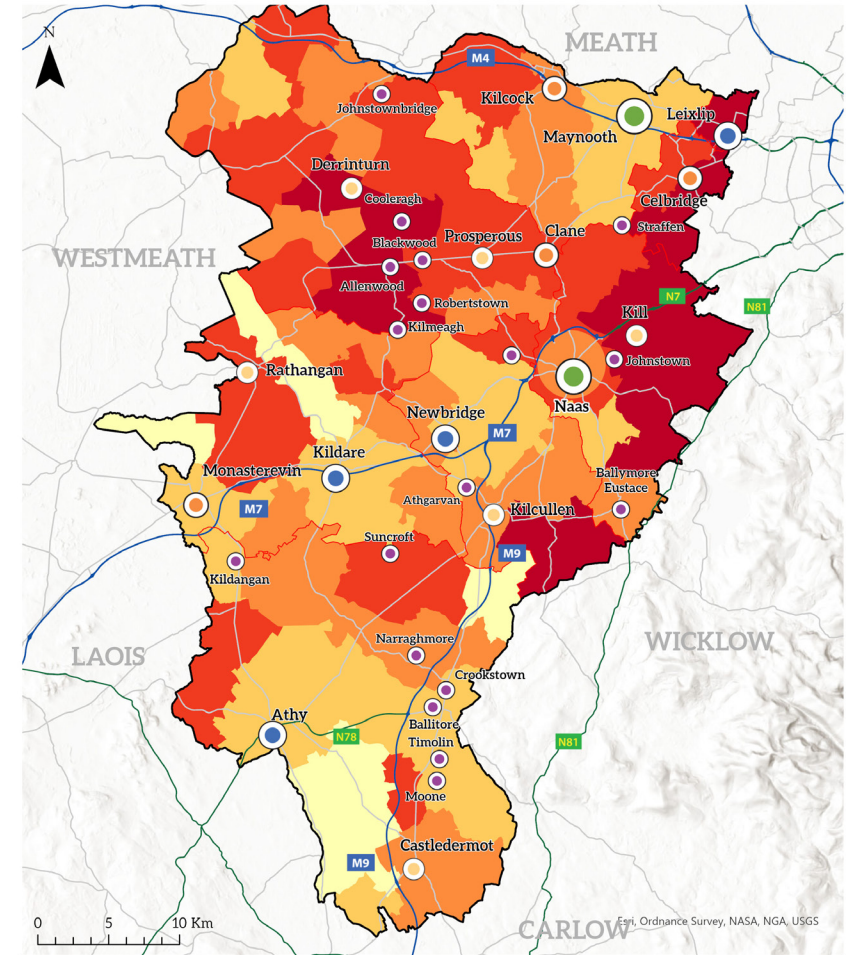 N
MEATH
M4
Kilcock
Leixlip
Johnstownbridge
Maynooth
Derrinturn
Celbridge
Cooleragh
Straffen
Blackwood
Prosperous
Clane
WESTMEATH
Allenwood
N7
Robertstown
Kill
N81
Kilmeagh
Johnstown
Rathangan
Naas
Newbridge
M7
Kildare
Monasterevin
Ballymore
Eustace
Athgarvan
M7
Kilcullen
Suncroft
M9
Kildangan
Narraghmore
WICKLOW
LAOIS
Crookstown
Athy
Ballitore
N78
Timolin
N81
Moone
Castledermot
M9
0 5 10 Km
Esri, Ordnance Survey, NASA, NGA, USGS
CARLOW